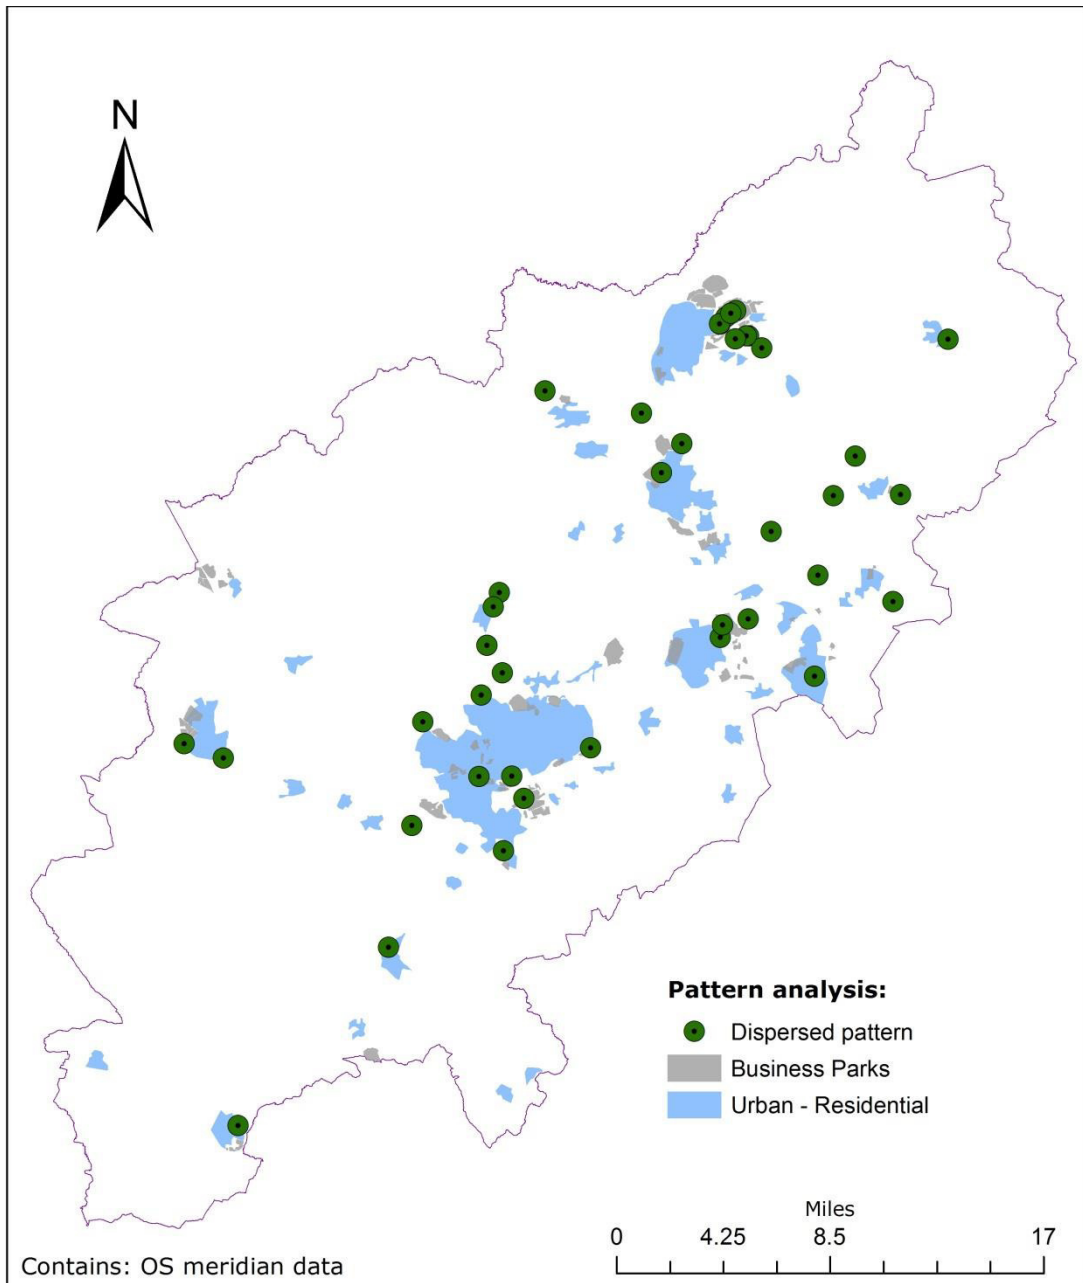 N
Pattern analysis:
Dispersed pattern
Business Parks
Urban - Residential
Miles
0 4.25 8.5 17
Contains: OS meridian data